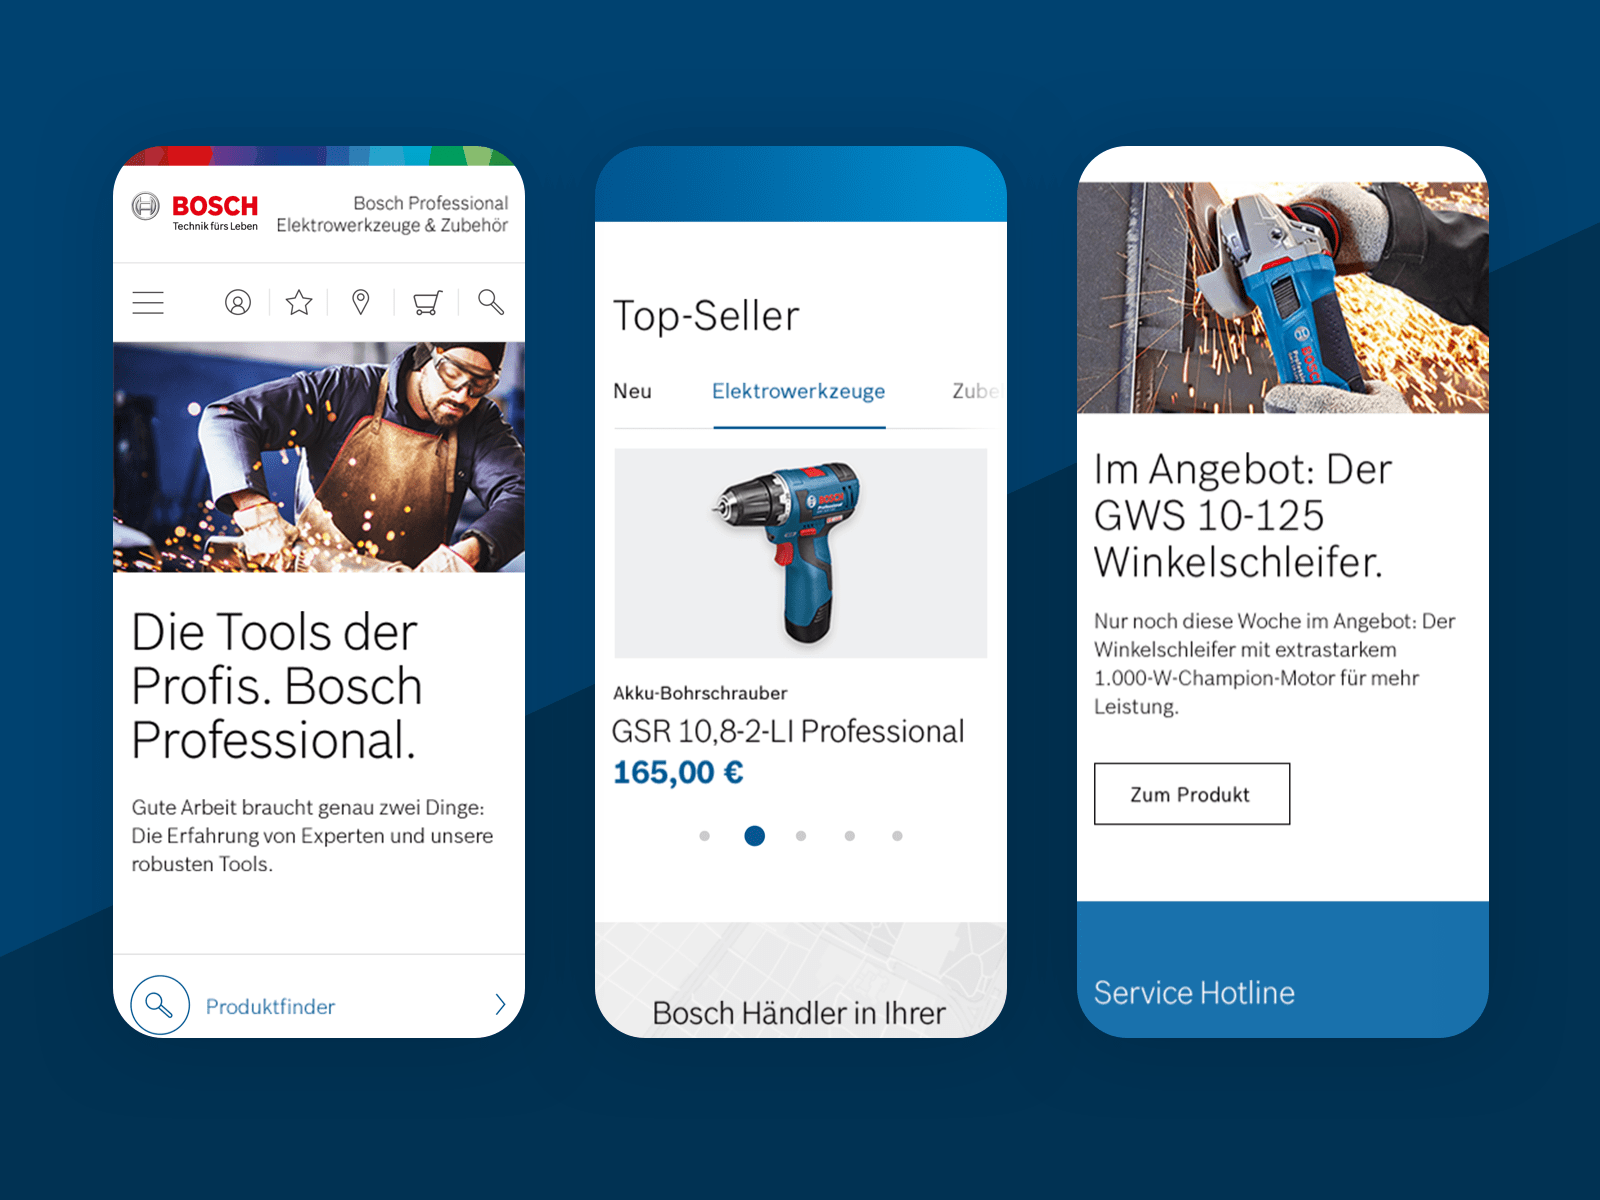 BOSCH
Technik fürs Leben
Bosch Professional
Elektrowerkzeuge & Zubehör
Die Tools der
Profis. Bosch
Professional.
Gute Arbeit braucht genau zwei Dinge:
Die Erfahrung von Experten und unsere
robusten Tools.
Produktfinder
Top-Seller
Neu
Elektrowerkzeuge
Zube
BOSCH
Professional
Akku-Bohrschrauber
GSR 10,8-2-LI Professional
165,00 €
Bosch Händler in Ihrer
BOSCH
Professional
Im Angebot: Der
GWS 10-125
Winkelschleifer.
Nur noch diese Woche im Angebot: Der
Winkelschleifer mit extrastarkem
1.000-W-Champion-Motor für mehr
Leistung.
Zum Produkt
Service Hotline